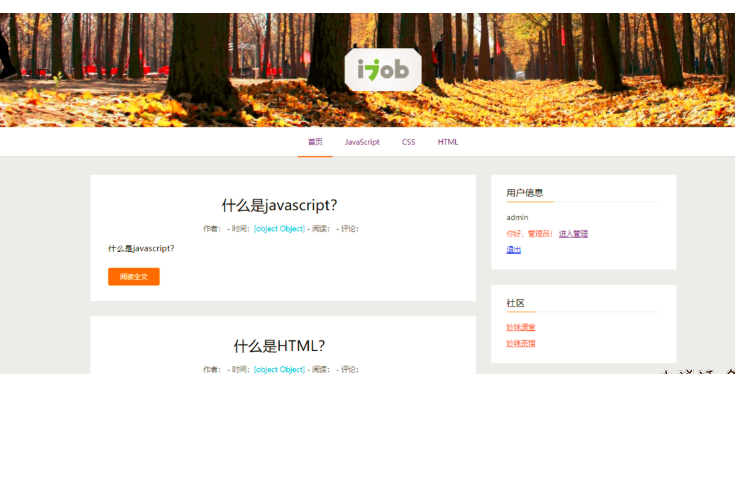 izob
首页 JavaScript CSS HTML
什么是javascript?
作者： - 时间：[object Object] - 阅读： - 评论：
什么是javascript?
阅读全文
什么是HTML?
作者： - 时间：[object Object] - 阅读： - 评论：
用户信息
admin
你好，管理员！ 进入管理
退出
社区
妙味课堂
妙味茶馆